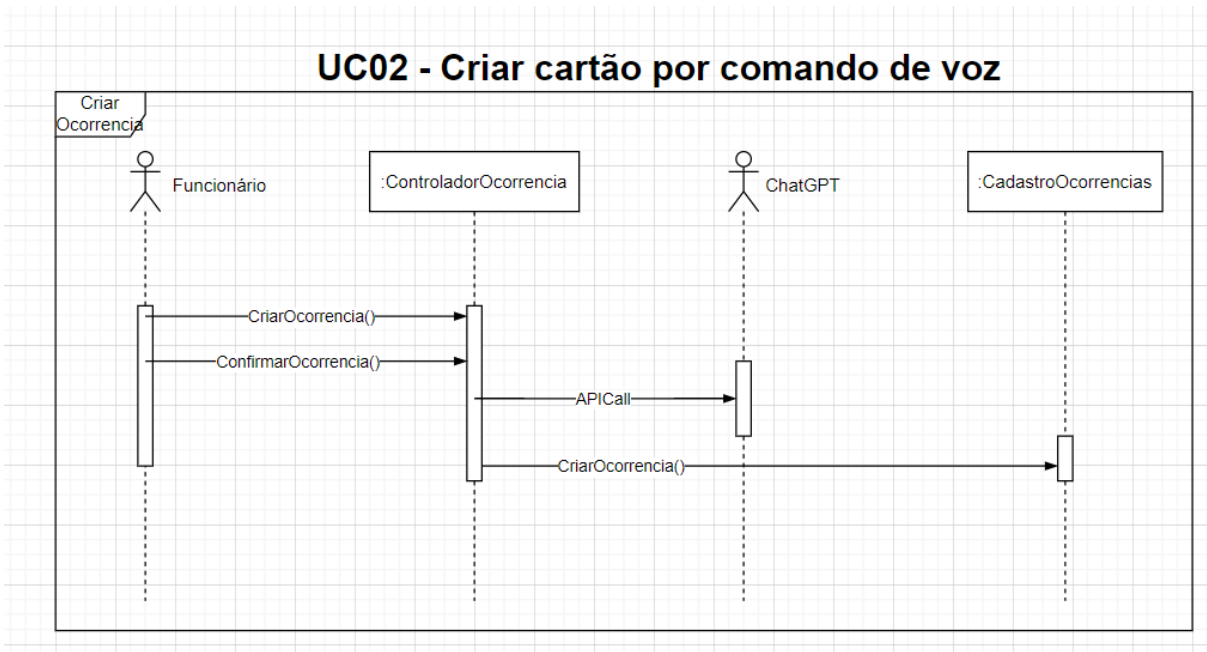 UC02 - Criar cartão por comando de voz
Criar
Ocorrencia
Funcionário
:ControladorOcorrencia
ChatGPT
:CadastroOcorrencias
CriarOcorrencia()
ConfirmarOcorrencia()
APICall
CriarOcorrencia()